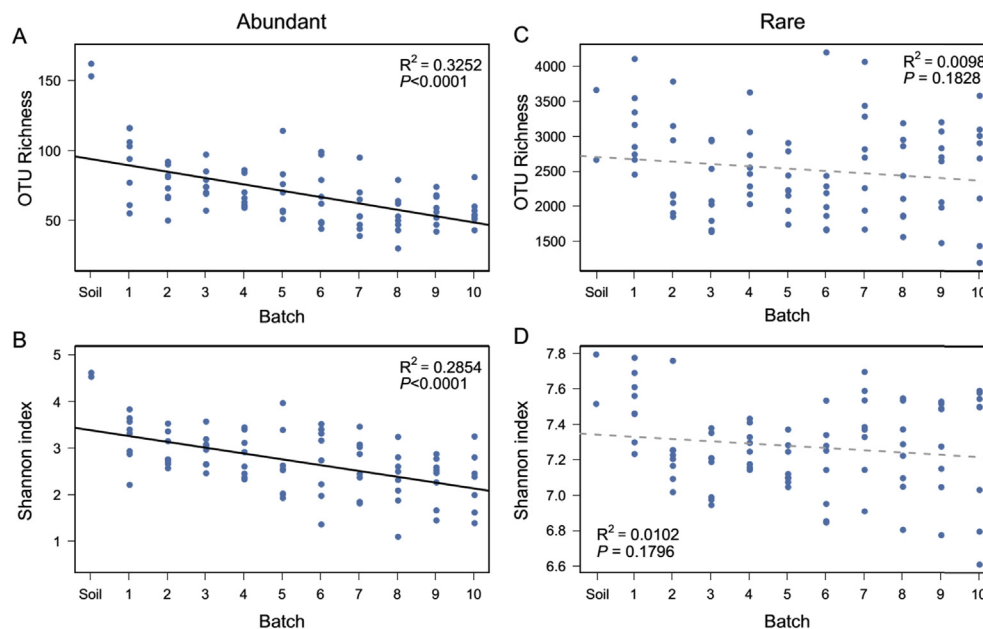 Abundant
Rare
A
R² = 0.3252
P<0.0001
150
100
50
OTU Richness
Soil 1 2 3 4 5 6 7 8 9 10
Batch
C
R² = 0.0098
P = 0.1828
4000
3500
3000
2500
2000
1500
OTU Richness
Soil 1 2 3 4 5 6 7 8 9 10
Batch
B
R² = 0.2854
P<0.0001
5
4
3
2
1
Shannon index
Soil 1 2 3 4 5 6 7 8 9 10
Batch
D
7.8
7.6
7.4
7.2
7.0
6.8
6.6
Shannon index
R² = 0.0102
P = 0.1796
Soil 1 2 3 4 5 6 7 8 9 10
Batch